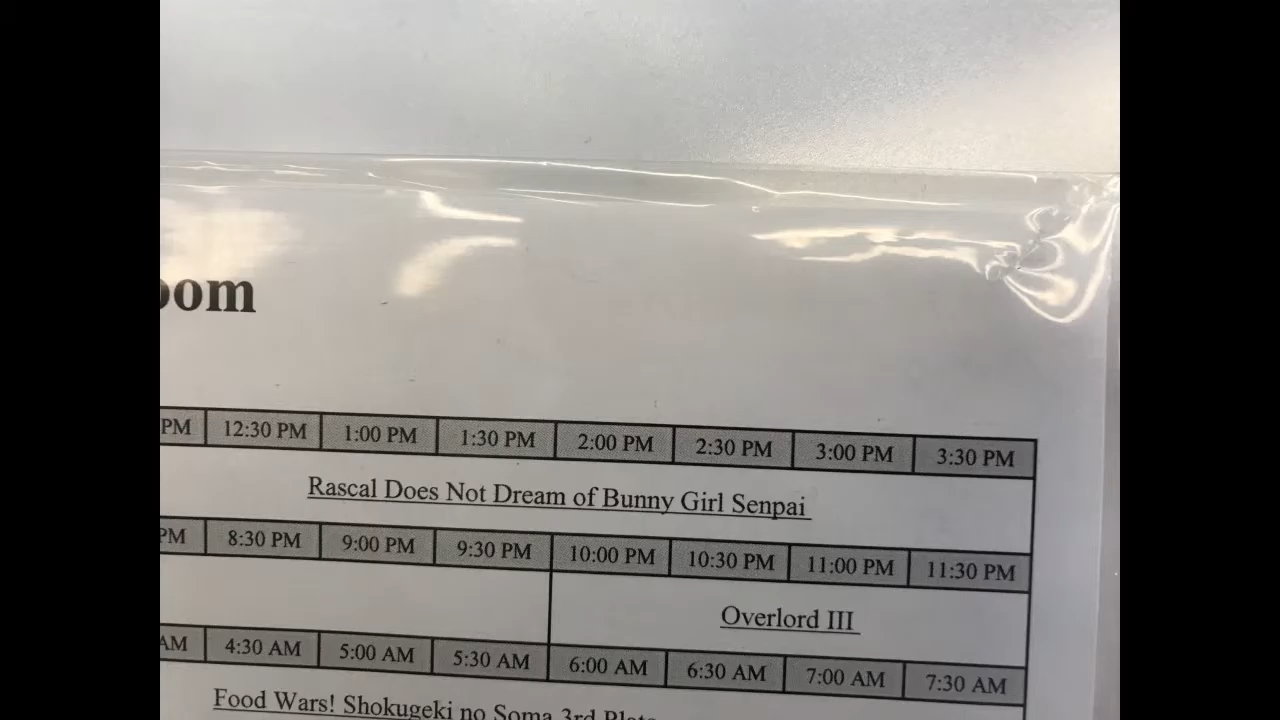 oom
PM 12:30 PM 1:00 PM 1:30 PM 2:00 PM 2:30 PM 3:00 PM 3:30 PM
Rascal Does Not Dream of Bunny Girl Senpai
PM 8:30 PM 9:00 PM 9:30 PM 10:00 PM 10:30 PM 11:00 PM 11:30 PM
Overlord III
AM 4:30 AM 5:00 AM 5:30 AM 6:00 AM 6:30 AM 7:00 AM 7:30 AM
Food Wars! Shokugeki no Soma 3rd Plate